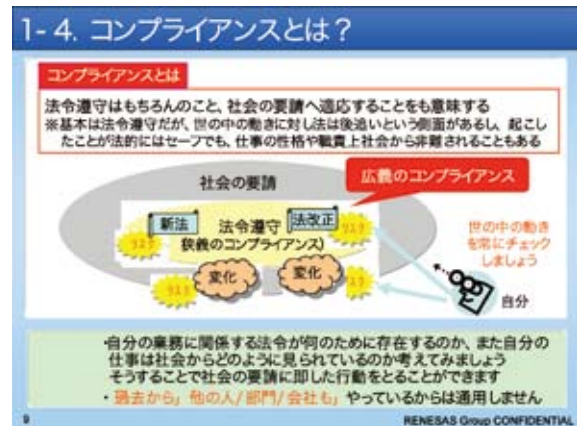 1-4. コンプライアンスとは？
コンプライアンスとは
法令遵守はもちろんのこと、社会の要請へ適応することをも意味する
※基本は法令遵守だが、世の中の動きに対し法は後追いという側面があるし、起こし
たことが法的にはセーフでも、仕事の性格や職責上社会から非難されることもある
社会の要請
広義のコンプライアンス
新法
法令遵守
法改正
狭義のコンプライアンス）
リスク
リスク
変化
変化
リスク
リスク
世の中の動き
を常にチェック
しましょう
自分
・自分の業務に関係する法令が何のために存在するのか、また自分の
仕事は社会からどのように見られているのか考えてみましょう
そうすることで社会の要請に即した行動をとることができます
・過去から」他の人/部門/会社も」やっているからは通用しません
9
RENESAS Group CONFIDENTIAL